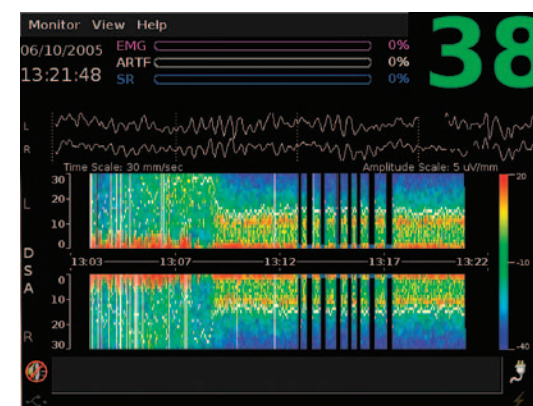 Monitor View Help
06/10/2005
13:21:48
EMG 0%
ARTF 0%
SR 0%
38
L
R
Time Scale: 30 mm/sec Amplitude Scale: 5 uV/mm
30
20
10
0
L
20
-10
-40
13:03 13:07 13:12 13:17 13:22
D
S
A
0
10
20
30
R